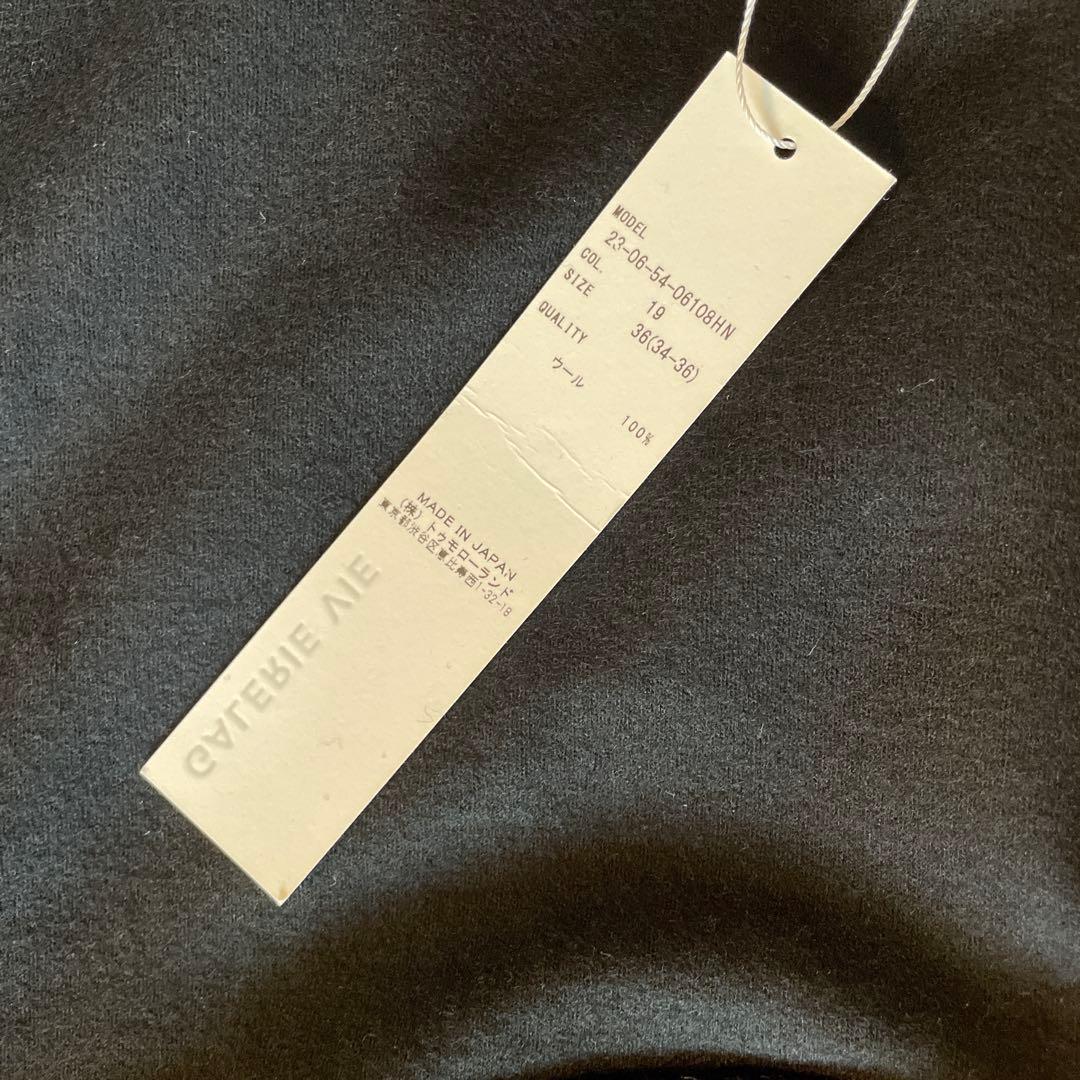 MODEL
23-06-54-06108HN
COL. 19
SIZE 36(34-36)
QUALITY
ウール 100%
MADE IN JAPAN
(株) トゥモローランド
東京都渋谷区恵比寿西1-32-18
GALERIE VIE